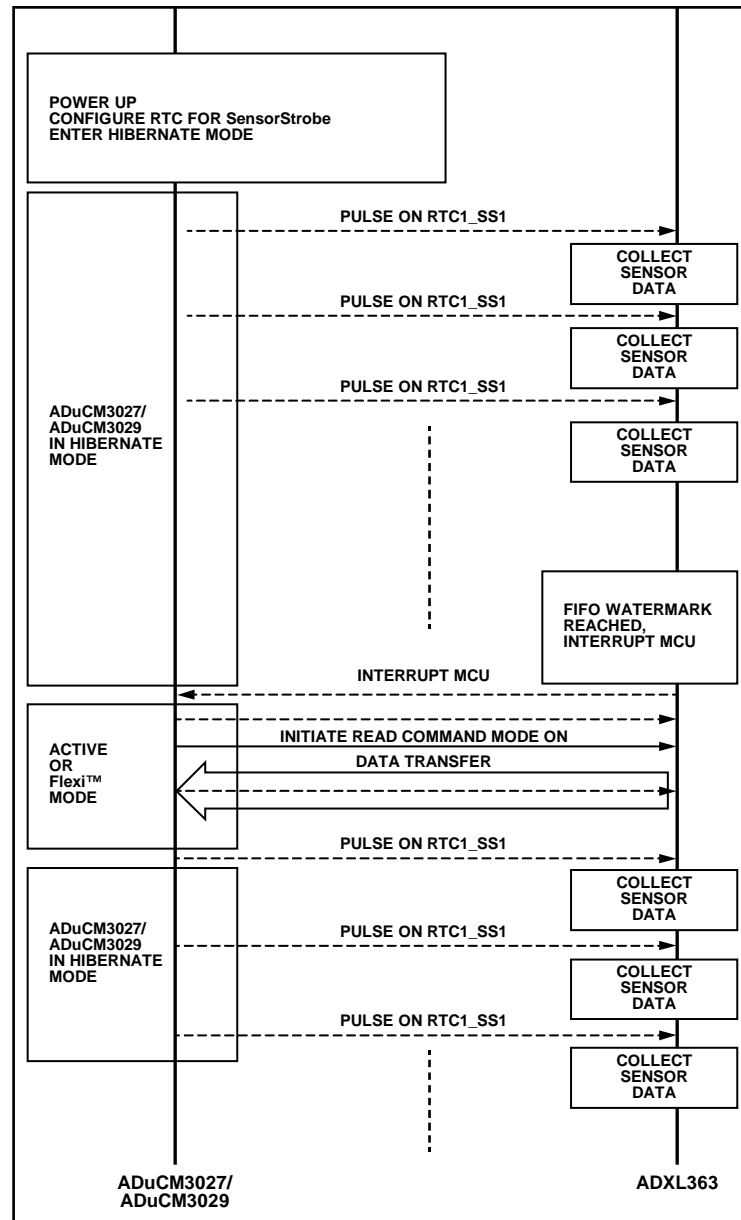 POWER UP
CONFIGURE RTC FOR SensorStrobe
ENTER HIBERNATE MODE
PULSE ON RTC1_SS1
COLLECT
SENSOR
DATA
PULSE ON RTC1_SS1
COLLECT
SENSOR
DATA
PULSE ON RTC1_SS1
ADuCM3027/
ADuCM3029
IN HIBERNATE
MODE
COLLECT
SENSOR
DATA
FIFO WATERMARK
REACHED,
INTERRUPT MCU
INTERRUPT MCU
ACTIVE
OR
Flexi™
MODE
INITIATE READ COMMAND MODE ON
DATA TRANSFER
PULSE ON RTC1_SS1
COLLECT
SENSOR
DATA
ADuCM3027/
ADuCM3029
IN HIBERNATE
MODE
PULSE ON RTC1_SS1
COLLECT
SENSOR
DATA
PULSE ON RTC1_SS1
COLLECT
SENSOR
DATA
ADuCM3027/
ADuCM3029
ADXL363